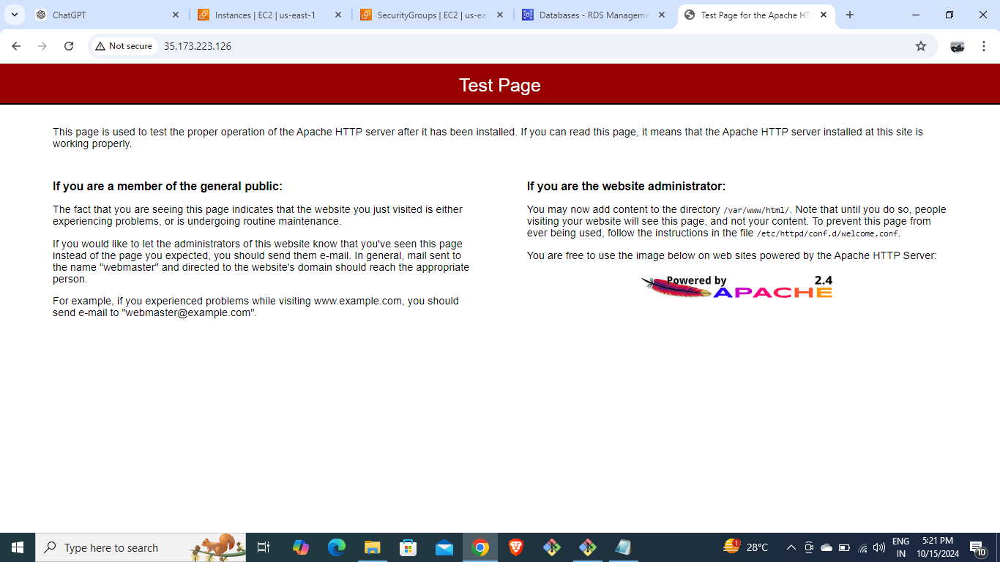 ChatGPT
Instances | EC2 | us-east-1
SecurityGroups | EC2 | us-ea
Databases - RDS Manageme
Test Page for the Apache HT
Not secure
35.173.223.126
Test Page
This page is used to test the proper operation of the Apache HTTP server after it has been installed. If you can read this page, it means that the Apache HTTP server installed at this site is
working properly.
If you are a member of the general public:
The fact that you are seeing this page indicates that the website you just visited is either
experiencing problems, or is undergoing routine maintenance.
If you would like to let the administrators of this website know that you've seen this page
instead of the page you expected, you should send them e-mail. In general, mail sent to
the name "webmaster" and directed to the website's domain should reach the appropriate
person.
For example, if you experienced problems while visiting www.example.com, you should
send e-mail to "webmaster@example.com".
If you are the website administrator:
You may now add content to the directory /var/www/html/. Note that until you do so, people
visiting your website will see this page, and not your content. To prevent this page from
ever being used, follow the instructions in the file /etc/httpd/conf.d/welcome.conf.
You are free to use the image below on web sites powered by the Apache HTTP Server:
Powered by 2.4
APACHE
Type here to search
1
28°C
ENG
IN
5:21 PM
10/15/2024
10